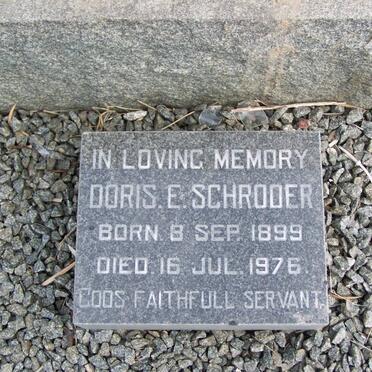 IN LOVING MEMORY
DORIS. E. SCHRODER
BORN. 8 SEP. 1899
DIED 16 JUL. 1976.
GODS FAITHFULL SERVANT.